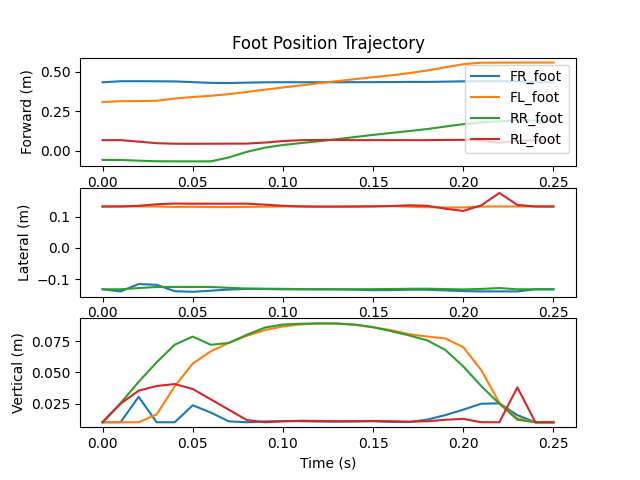 Foot Position Trajectory
Forward (m)
0.50
0.25
0.00
FR_foot
FL_foot
RR_foot
RL_foot
0.00 0.05 0.10 0.15 0.20 0.25
Lateral (m)
0.1
0.0
−0.1
0.00 0.05 0.10 0.15 0.20 0.25
Vertical (m)
0.075
0.050
0.025
0.00 0.05 0.10 0.15 0.20 0.25
Time (s)